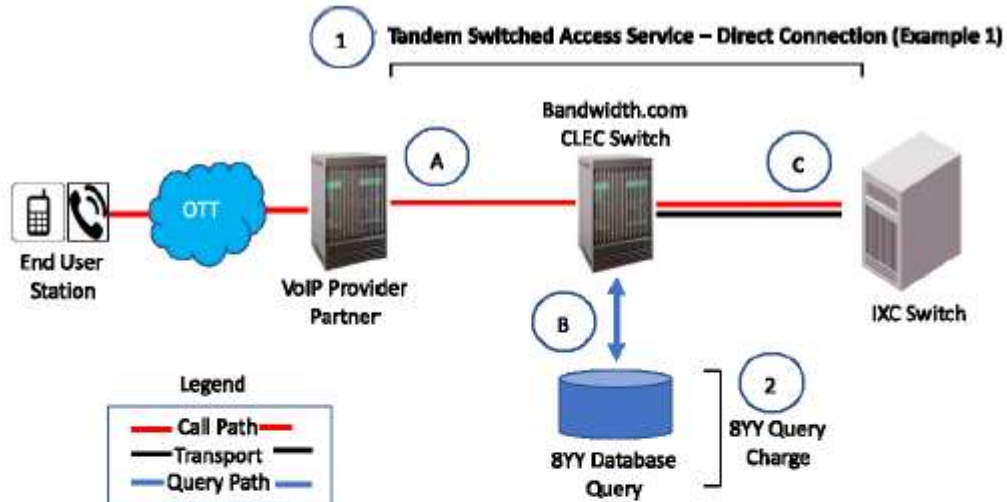 1
Tandem Switched Access Service – Direct Connection (Example 1)
Bandwidth.com
CLEC Switch
A
C
OTT
End User
Station
VoIP Provider
Partner
IXC Switch
B
Legend
Call Path
Transport
Query Path
8YY Database
Query
2
8YY Query
Charge